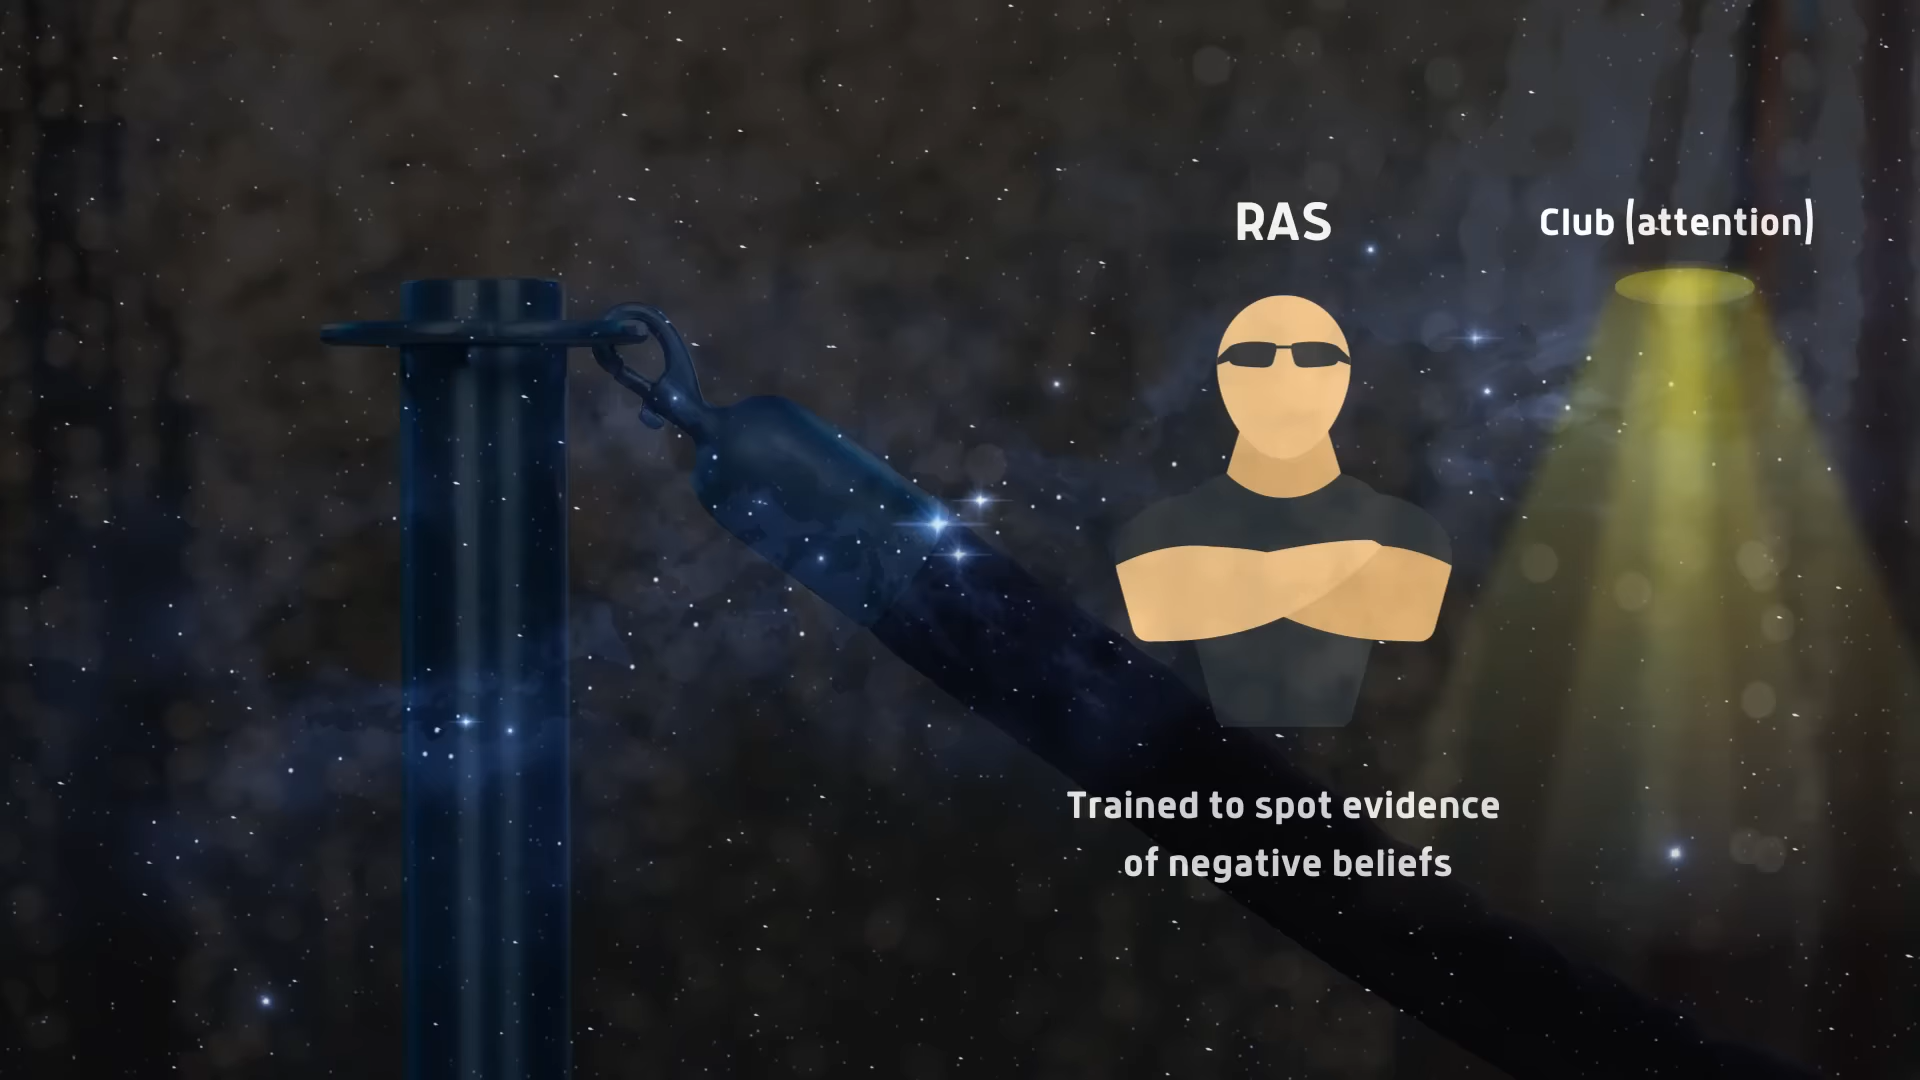 RAS
Club (attention)
Trained to spot evidence
of negative beliefs